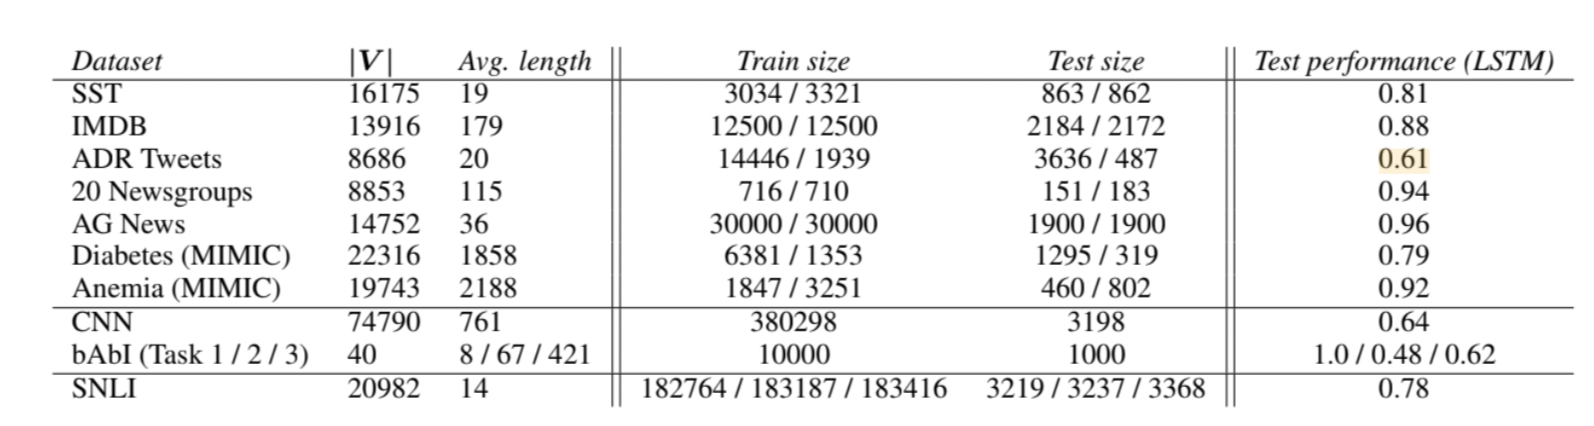 Dataset |V| Avg. length Train size Test size Test performance (LSTM)
SST 16175 19 3034 / 3321 863 / 862 0.81
IMDB 13916 179 12500 / 12500 2184 / 2172 0.88
ADR Tweets 8686 20 14446 / 1939 3636 / 487 0.61
20 Newsgroups 8853 115 716 / 710 151 / 183 0.94
AG News 14752 36 30000 / 30000 1900 / 1900 0.96
Diabetes (MIMIC) 22316 1858 6381 / 1353 1295 / 319 0.79
Anemia (MIMIC) 19743 2188 1847 / 3251 460 / 802 0.92
CNN 74790 761 380298 3198 0.64
bAbI (Task 1 / 2 / 3) 40 8 / 67 / 421 10000 1000 1.0 / 0.48 / 0.62
SNLI 20982 14 182764 / 183187 / 183416 3219 / 3237 / 3368 0.78